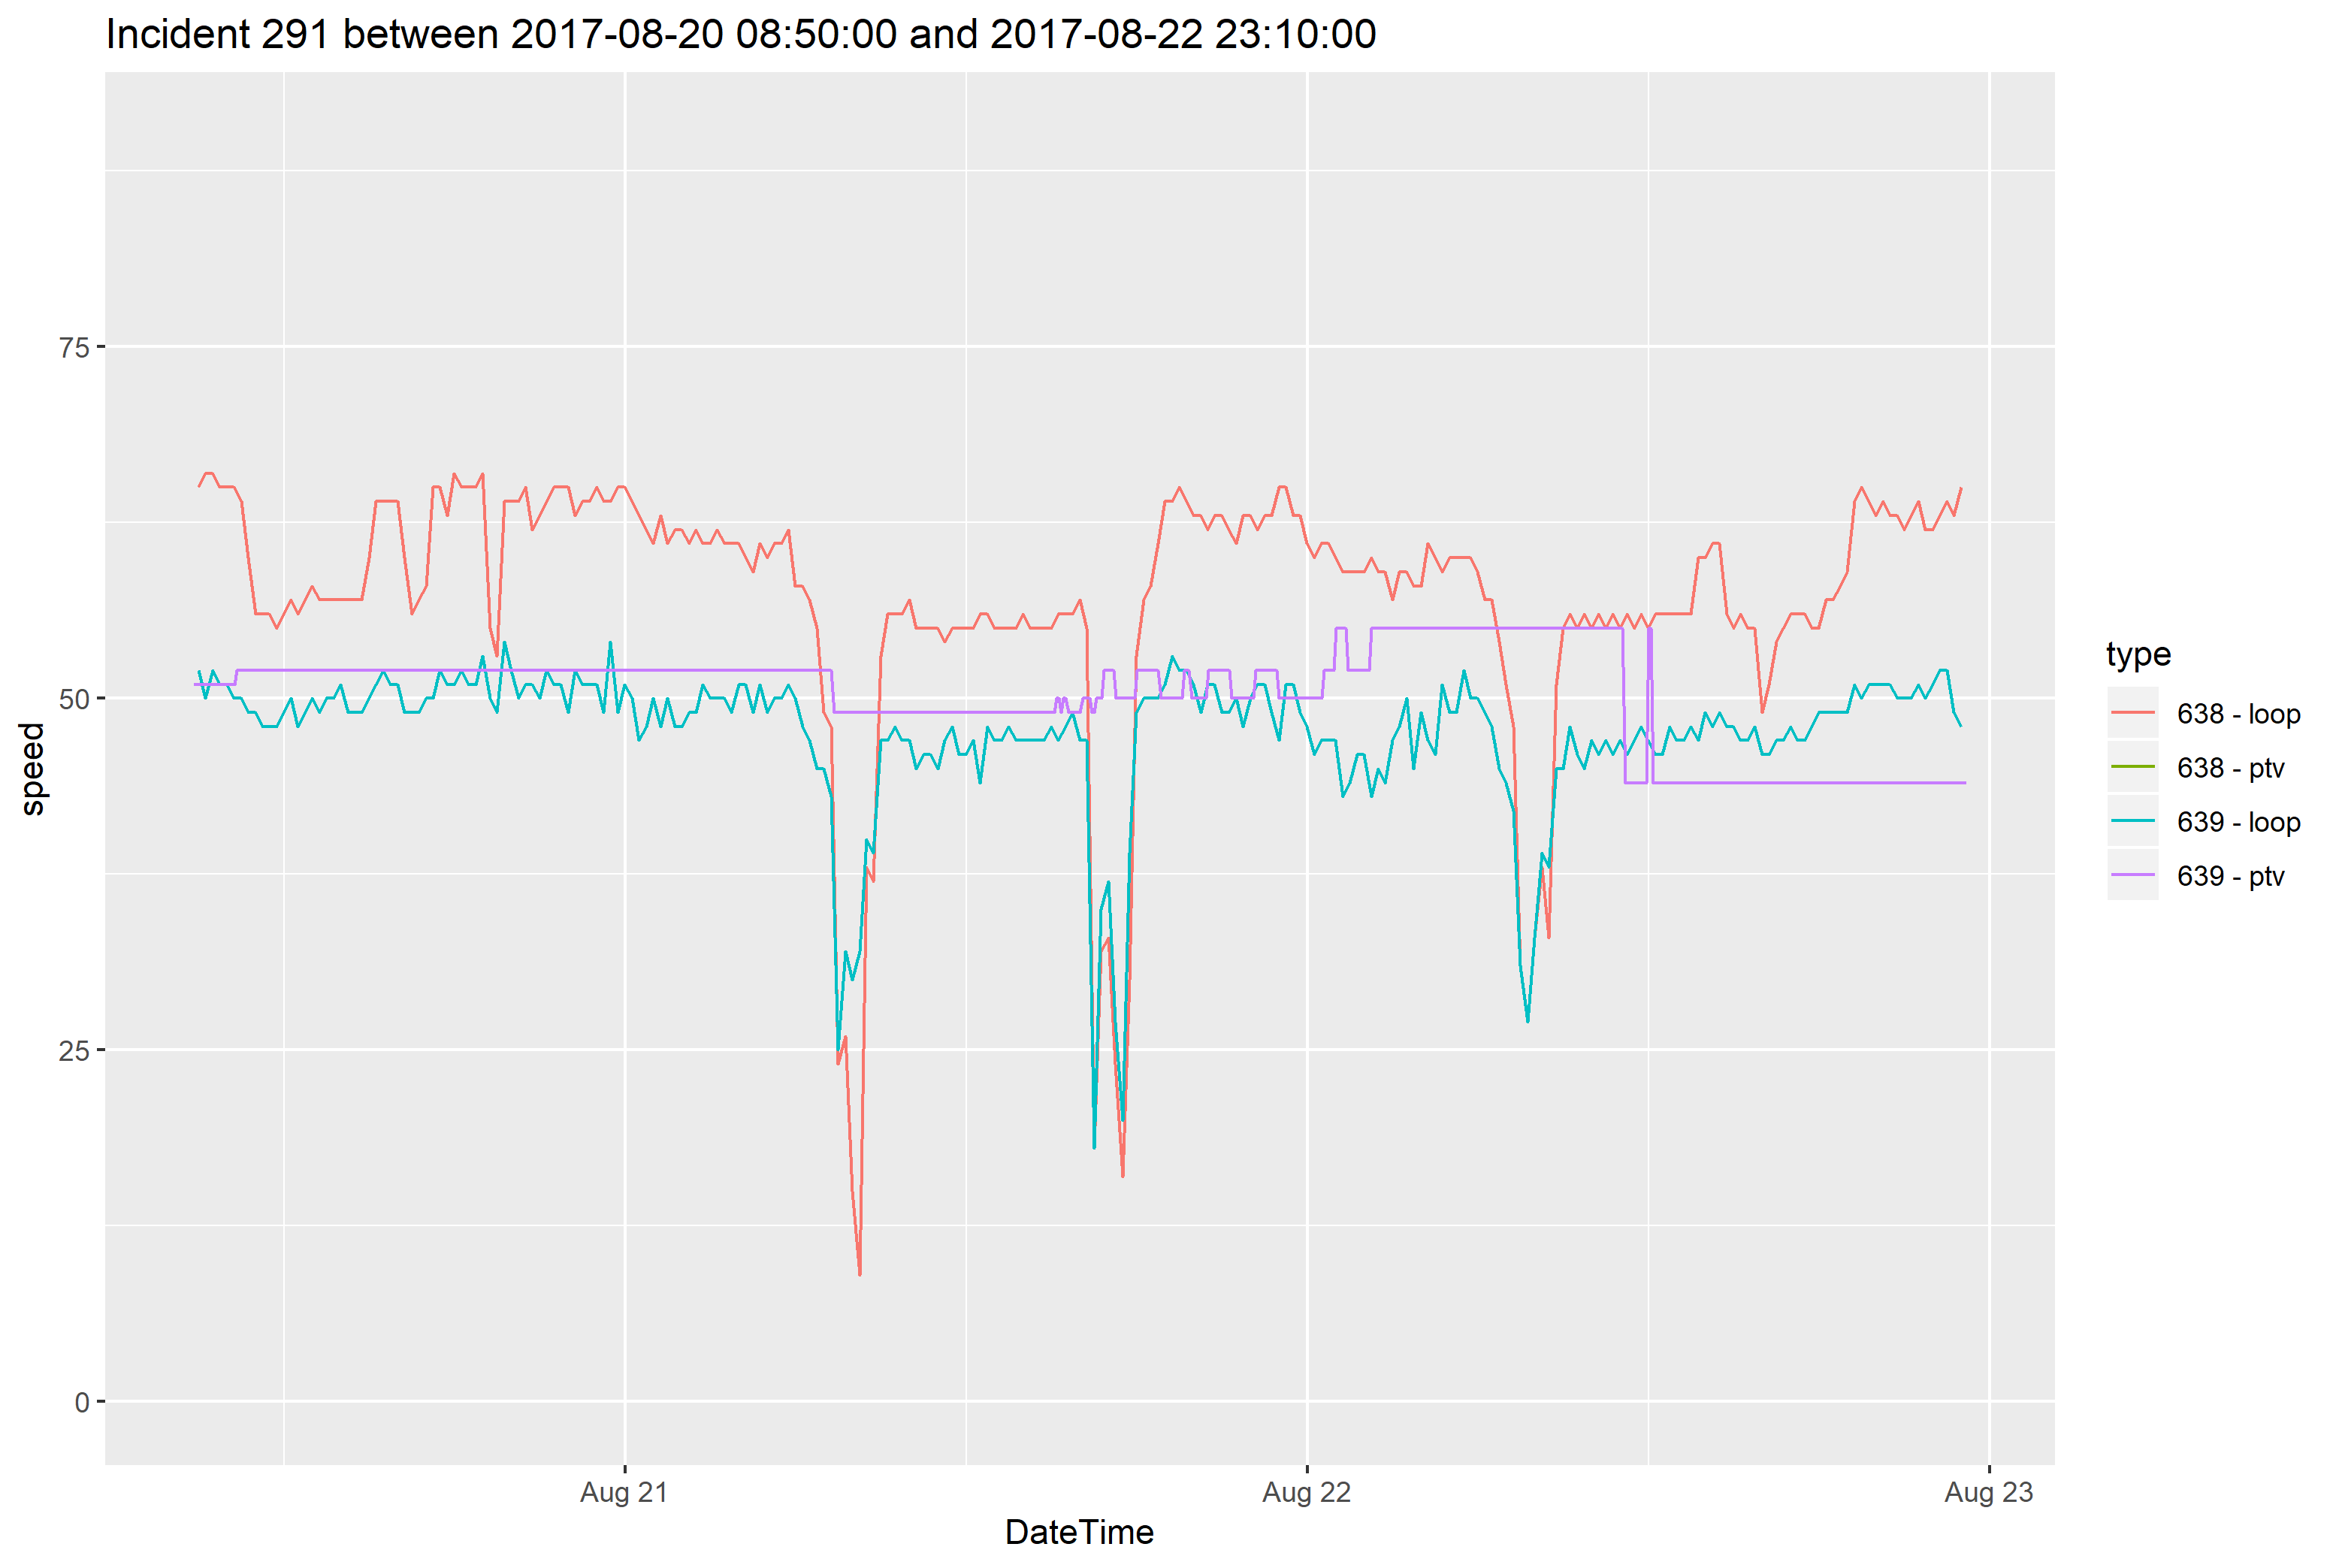 Incident 291 between 2017-08-20 08:50:00 and 2017-08-22 23:10:00
75
50
25
0
speed
Aug 21
Aug 22
Aug 23
DateTime
type
638 - loop
638 - ptv
639 - loop
639 - ptv